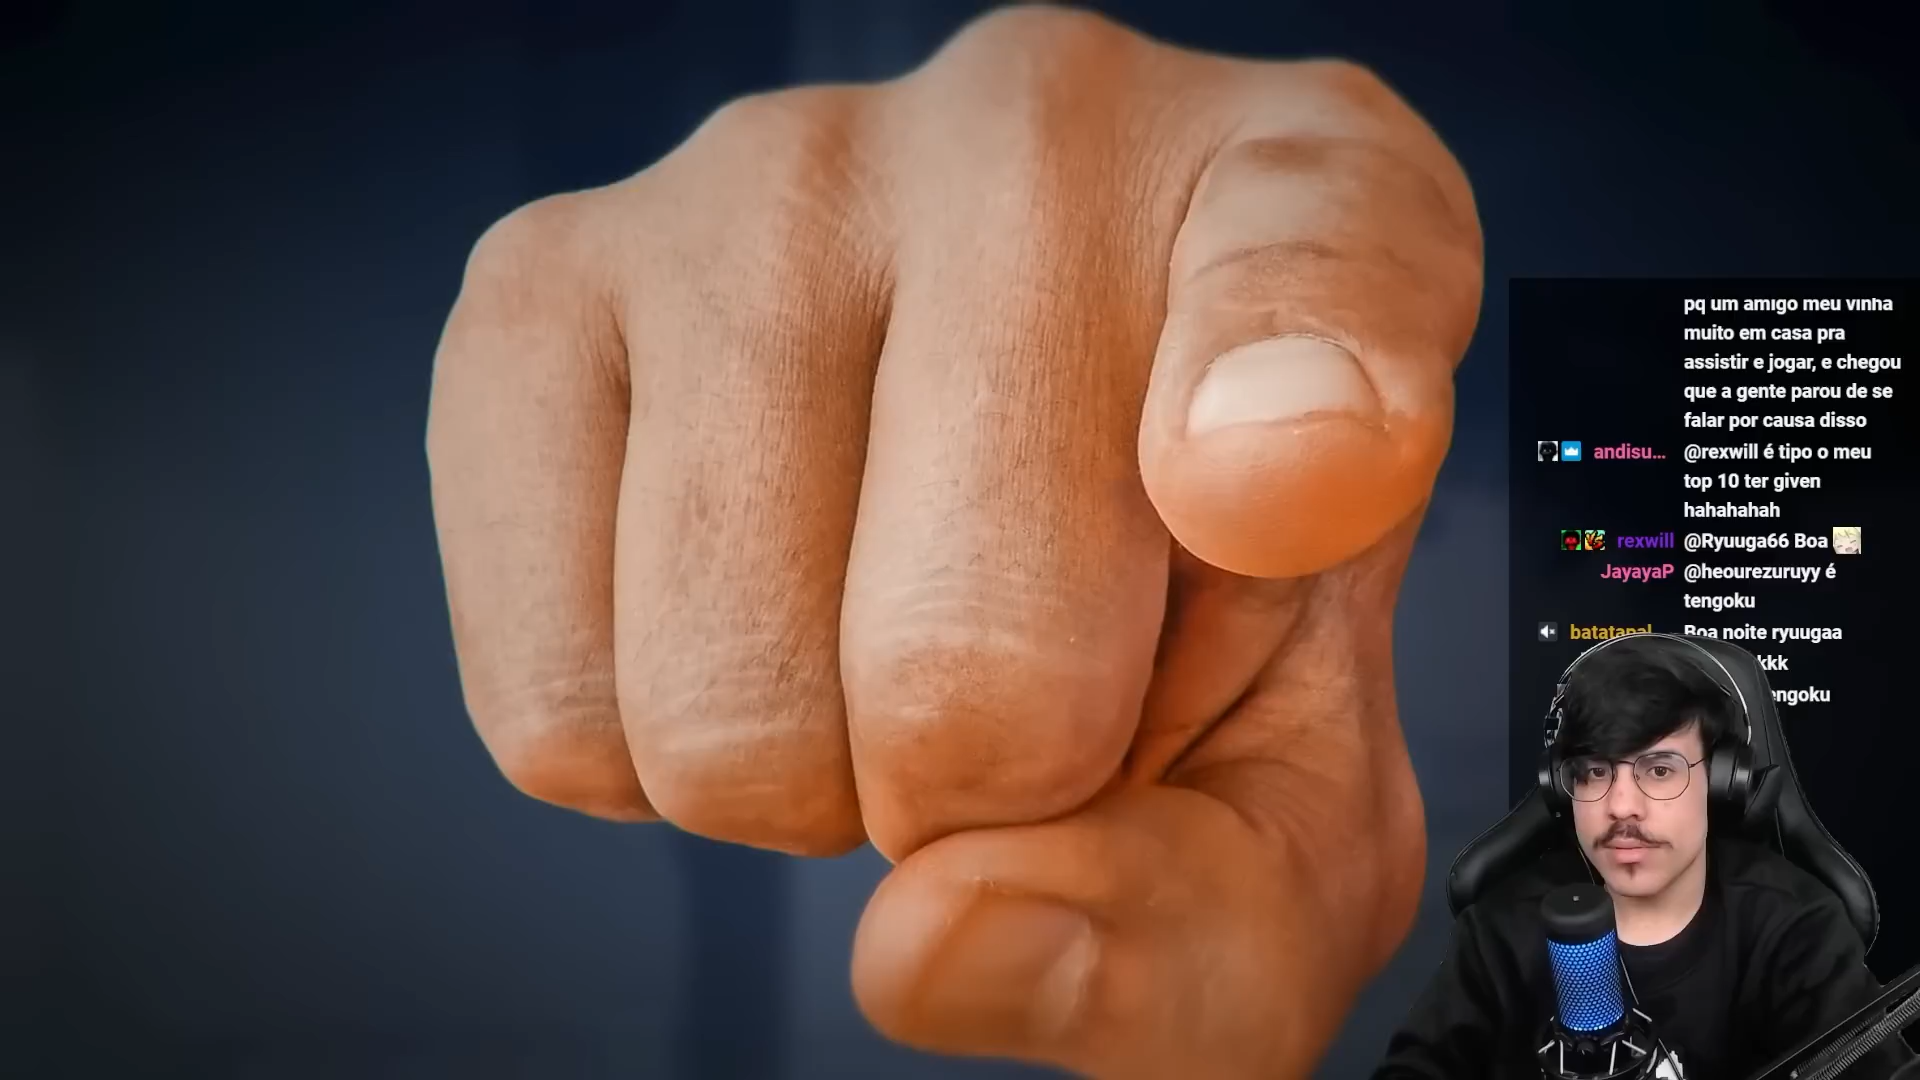 pq um amigo meu vinha
muito em casa pra
assistir e jogar, e chegou
que a gente parou de se
falar por causa disso
andisu... @rexwill é tipo o meu
top 10 ter given
hahahahah
rexwill @Ryuuga66 Boa
JayayaP @heourezuruyy é
tengoku
Boa noite ryuugaa